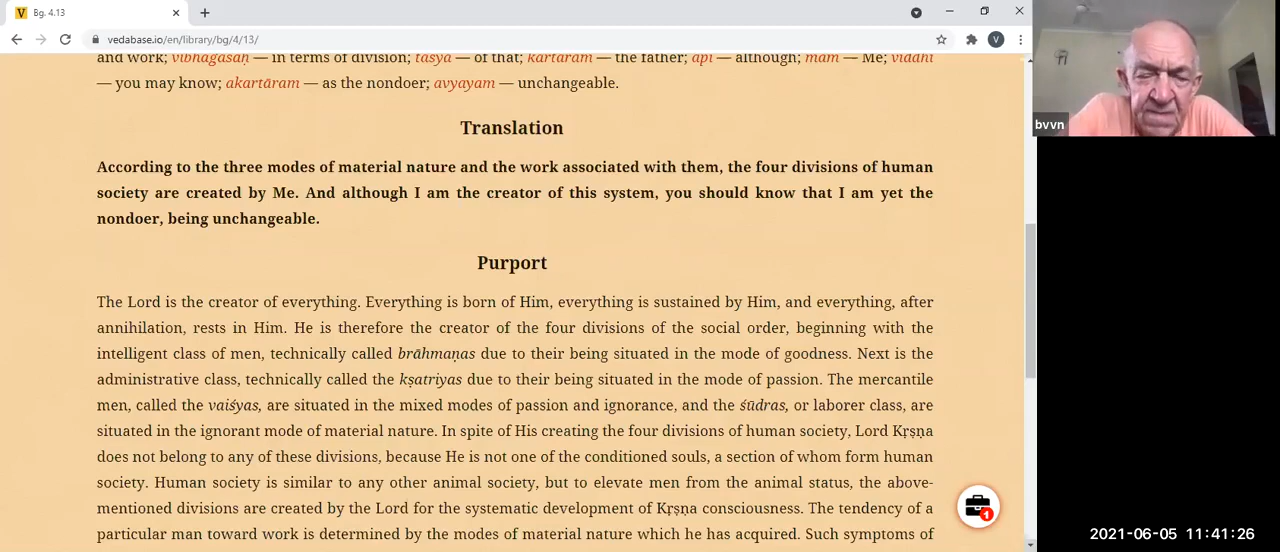 Bg. 4.13
vedabase.io/en/library/bg/4/13/
V
and work; vibhāgaśaḥ — in terms of division; tasya — of that; kartāram — the father; api — although; mām — Me; viddhi
— you may know; akartāram — as the nondoer; avyayam — unchangeable.
Translation
According to the three modes of material nature and the work associated with them, the four divisions of human
society are created by Me. And although I am the creator of this system, you should know that I am yet the
nondoer, being unchangeable.
Purport
The Lord is the creator of everything. Everything is born of Him, everything is sustained by Him, and everything, after
annihilation, rests in Him. He is therefore the creator of the four divisions of the social order, beginning with the
intelligent class of men, technically called brāhmaṇas due to their being situated in the mode of goodness. Next is the
administrative class, technically called the kṣatriyas due to their being situated in the mode of passion. The mercantile
men, called the vaiśyas, are situated in the mixed modes of passion and ignorance, and the śūdras, or laborer class, are
situated in the ignorant mode of material nature. In spite of His creating the four divisions of human society, Lord Kṛṣṇa
does not belong to any of these divisions, because He is not one of the conditioned souls, a section of whom form human
society. Human society is similar to any other animal society, but to elevate men from the animal status, the above-
mentioned divisions are created by the Lord for the systematic development of Kṛṣṇa consciousness. The tendency of a
particular man toward work is determined by the modes of material nature which he has acquired. Such symptoms of
1
bvvn
2021-06-05 11:41:26